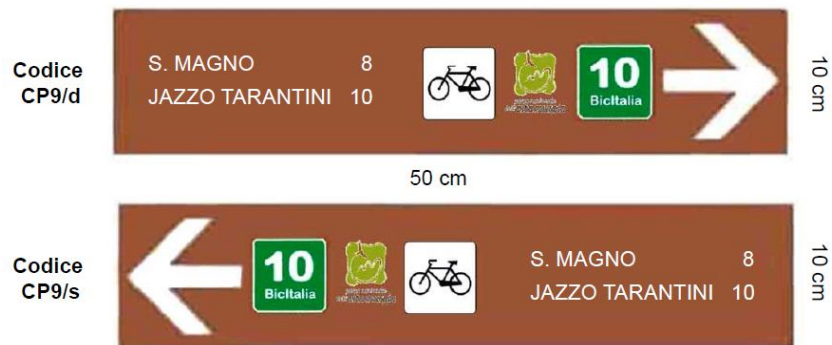 Codice
CP9/d
S. MAGNO 8
JAZZO TARANTINI 10
10
BicItalia
10 cm
50 cm
Codice
CP9/s
10
BicItalia
S. MAGNO 8
JAZZO TARANTINI 10
10 cm